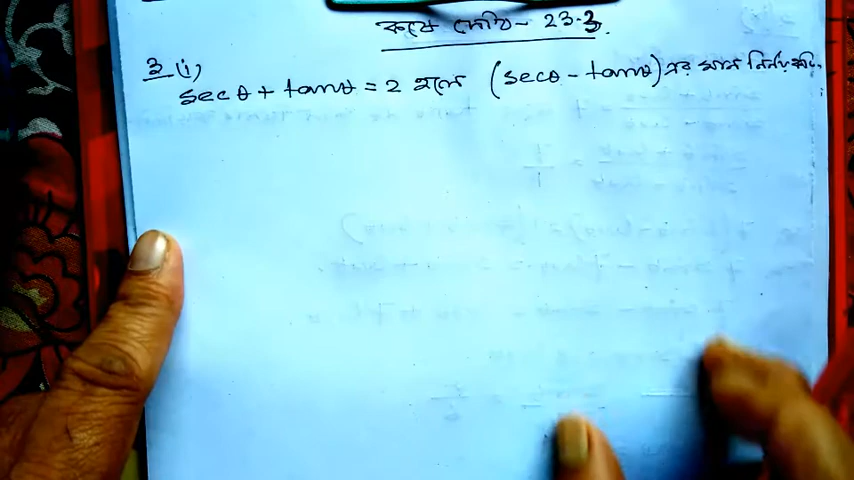 কষে দেখি- 23.3
3 (i)
secθ + tanθ = 2 হলে (secθ - tanθ) এর মান নির্ণয় করি।